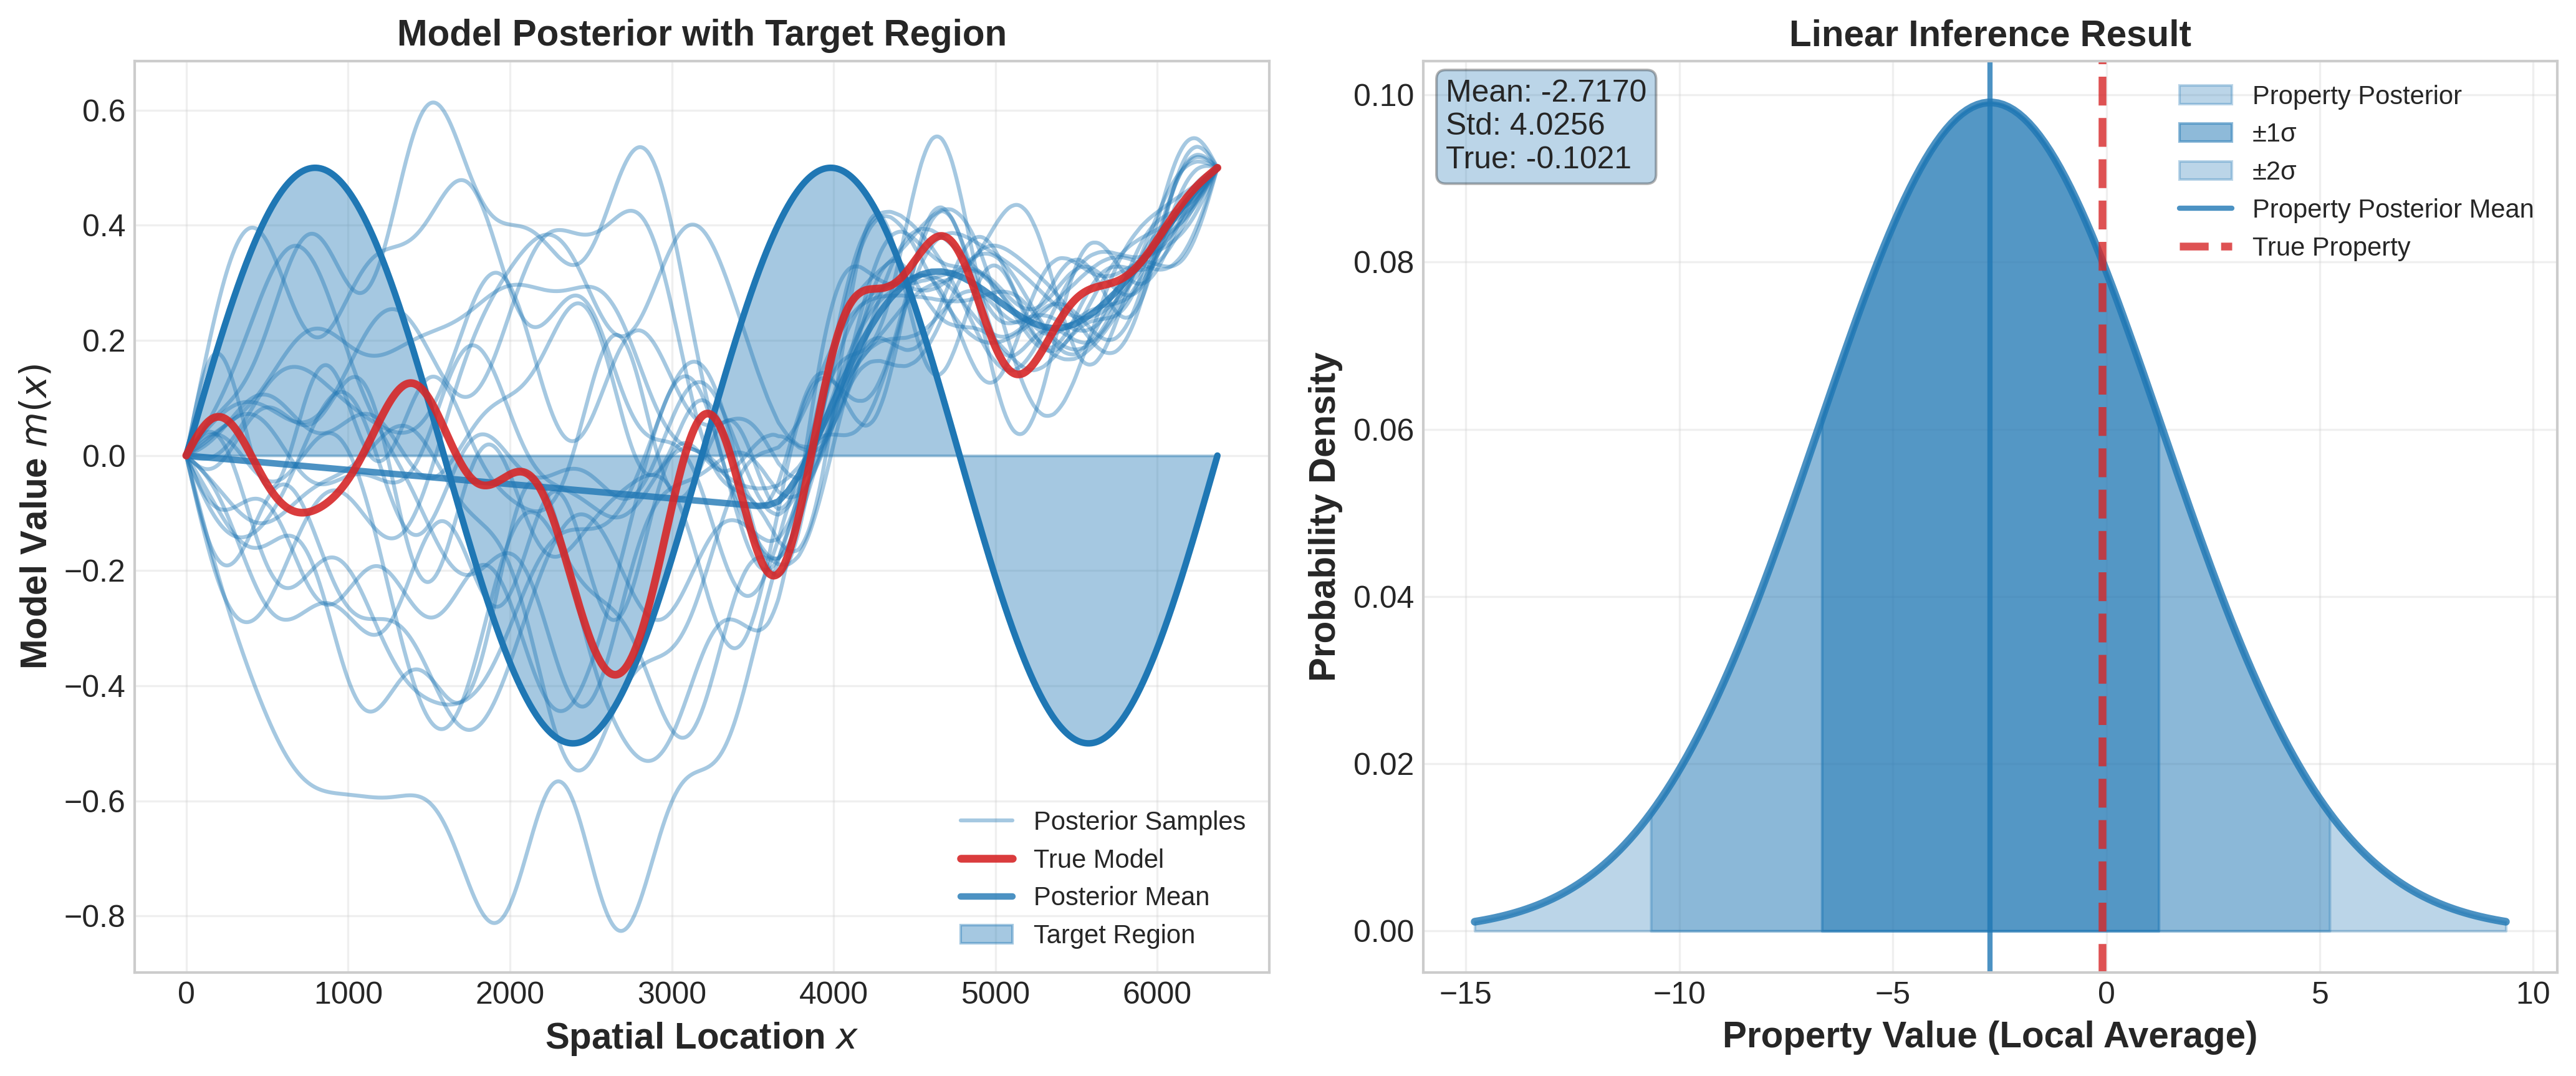 Model Posterior with Target Region
Model Value m(x)
0.6
0.4
0.2
0.0
−0.2
−0.4
−0.6
−0.8
0
1000
2000
3000
4000
5000
6000
Spatial Location x
Posterior Samples
True Model
Posterior Mean
Target Region
Linear Inference Result
Probability Density
0.10
0.08
0.06
0.04
0.02
0.00
−15
−10
−5
0
5
10
Property Value (Local Average)
Mean: -2.7170
Std: 4.0256
True: -0.1021
Property Posterior
±1σ
±2σ
Property Posterior Mean
True Property